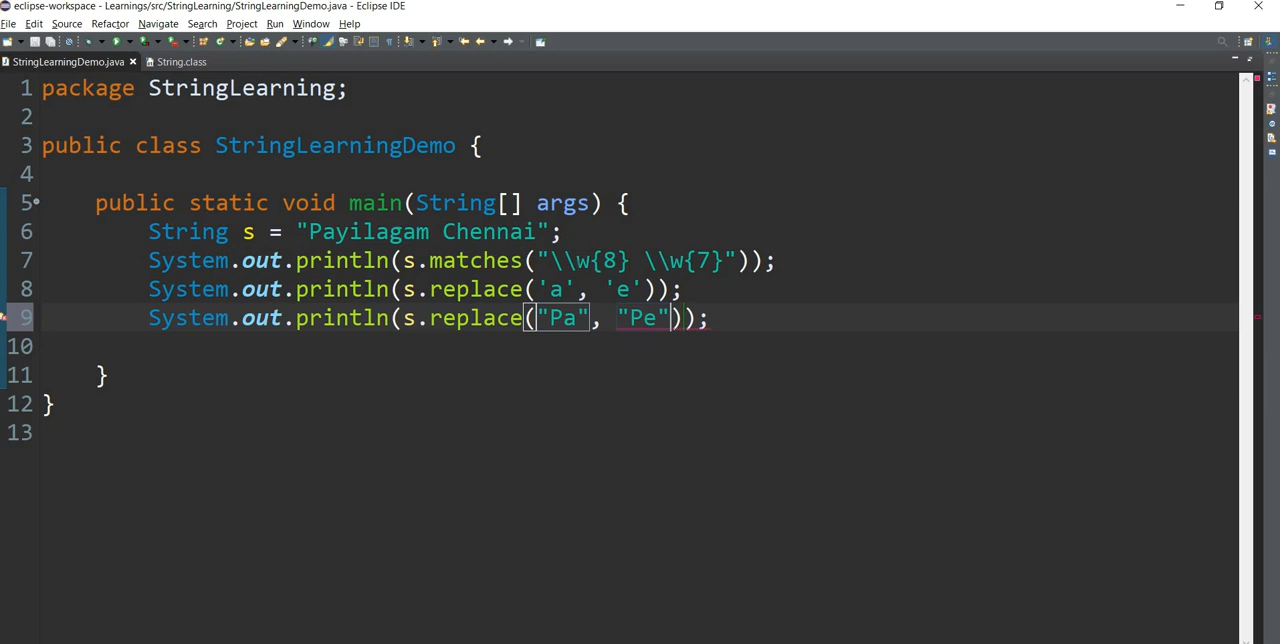 eclipse-workspace - Learnings/src/StringLearning/StringLearningDemo.java - Eclipse IDE
File Edit Source Refactor Navigate Search Project Run Window Help
StringLearningDemo.java String.class
1 package StringLearning;
2
3 public class StringLearningDemo {
4
5 public static void main(String[] args) {
6 String s = "Payilagam Chennai";
7 System.out.println(s.matches("\\w{8} \\w{7}"));
8 System.out.println(s.replace('a', 'e'));
9 System.out.println(s.replace("Pa", "Pe"));
10
11 }
12 }
13